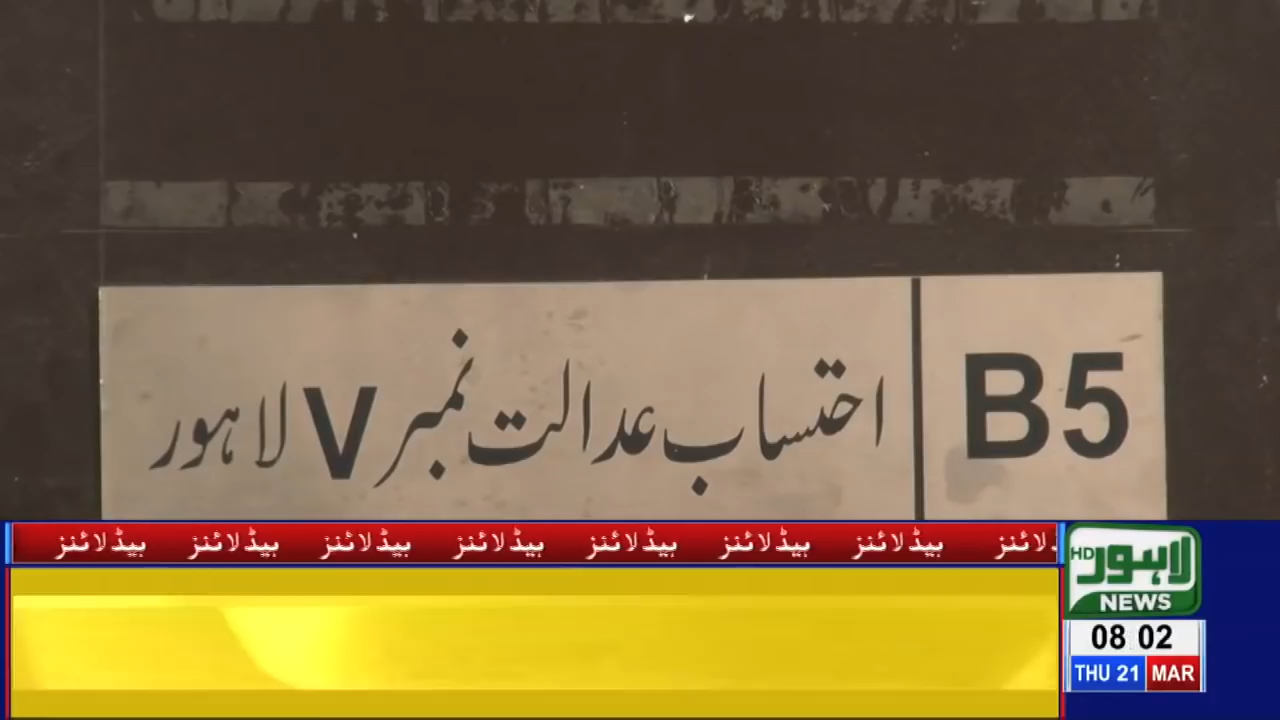 احتساب عدالت نمبر V لاہور
B5
ہیڈلائنز ہیڈلائنز ہیڈلائنز ہیڈلائنز ہیڈلائنز ہیڈلائنز ہیڈلائنز
HD لاہور
NEWS
08 02
THU 21 MAR